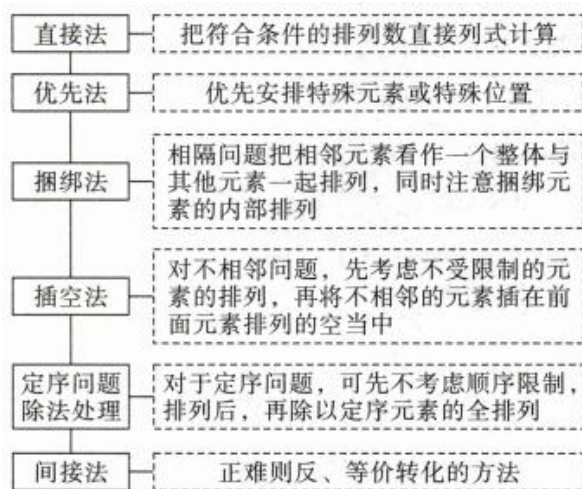 直接法
把符合条件的排列数直接列式计算
优先法
优先安排特殊元素或特殊位置
捆绑法
相隔问题把相邻元素看作一个整体与
其他元素一起排列，同时注意捆绑元
素的内部排列
插空法
对不相邻问题，先考虑不受限制的元
素的排列，再将不相邻的元素插在前
面元素排列的空当中
定序问题
除法处理
对于定序问题，可先不考虑顺序限制，
排列后，再除以定序元素的全排列
间接法
正难则反、等价转化的方法